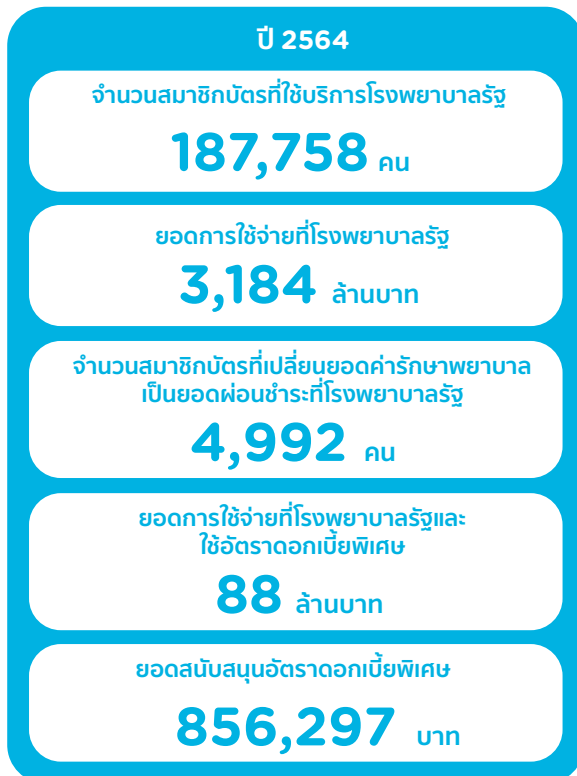 ปี 2564
จำนวนสมาชิกบัตรที่ใช้บริการโรงพยาบาลรัฐ
187,758 คน
ยอดการใช้จ่ายที่โรงพยาบาลรัฐ
3,184 ล้านบาท
จำนวนสมาชิกบัตรที่เปลี่ยนยอดค่ารักษาพยาบาล
เป็นยอดผ่อนชำระที่โรงพยาบาลรัฐ
4,992 คน
ยอดการใช้จ่ายที่โรงพยาบาลรัฐและ
ใช้อัตราดอกเบี้ยพิเศษ
88 ล้านบาท
ยอดสนับสนุนอัตราดอกเบี้ยพิเศษ
856,297 บาท